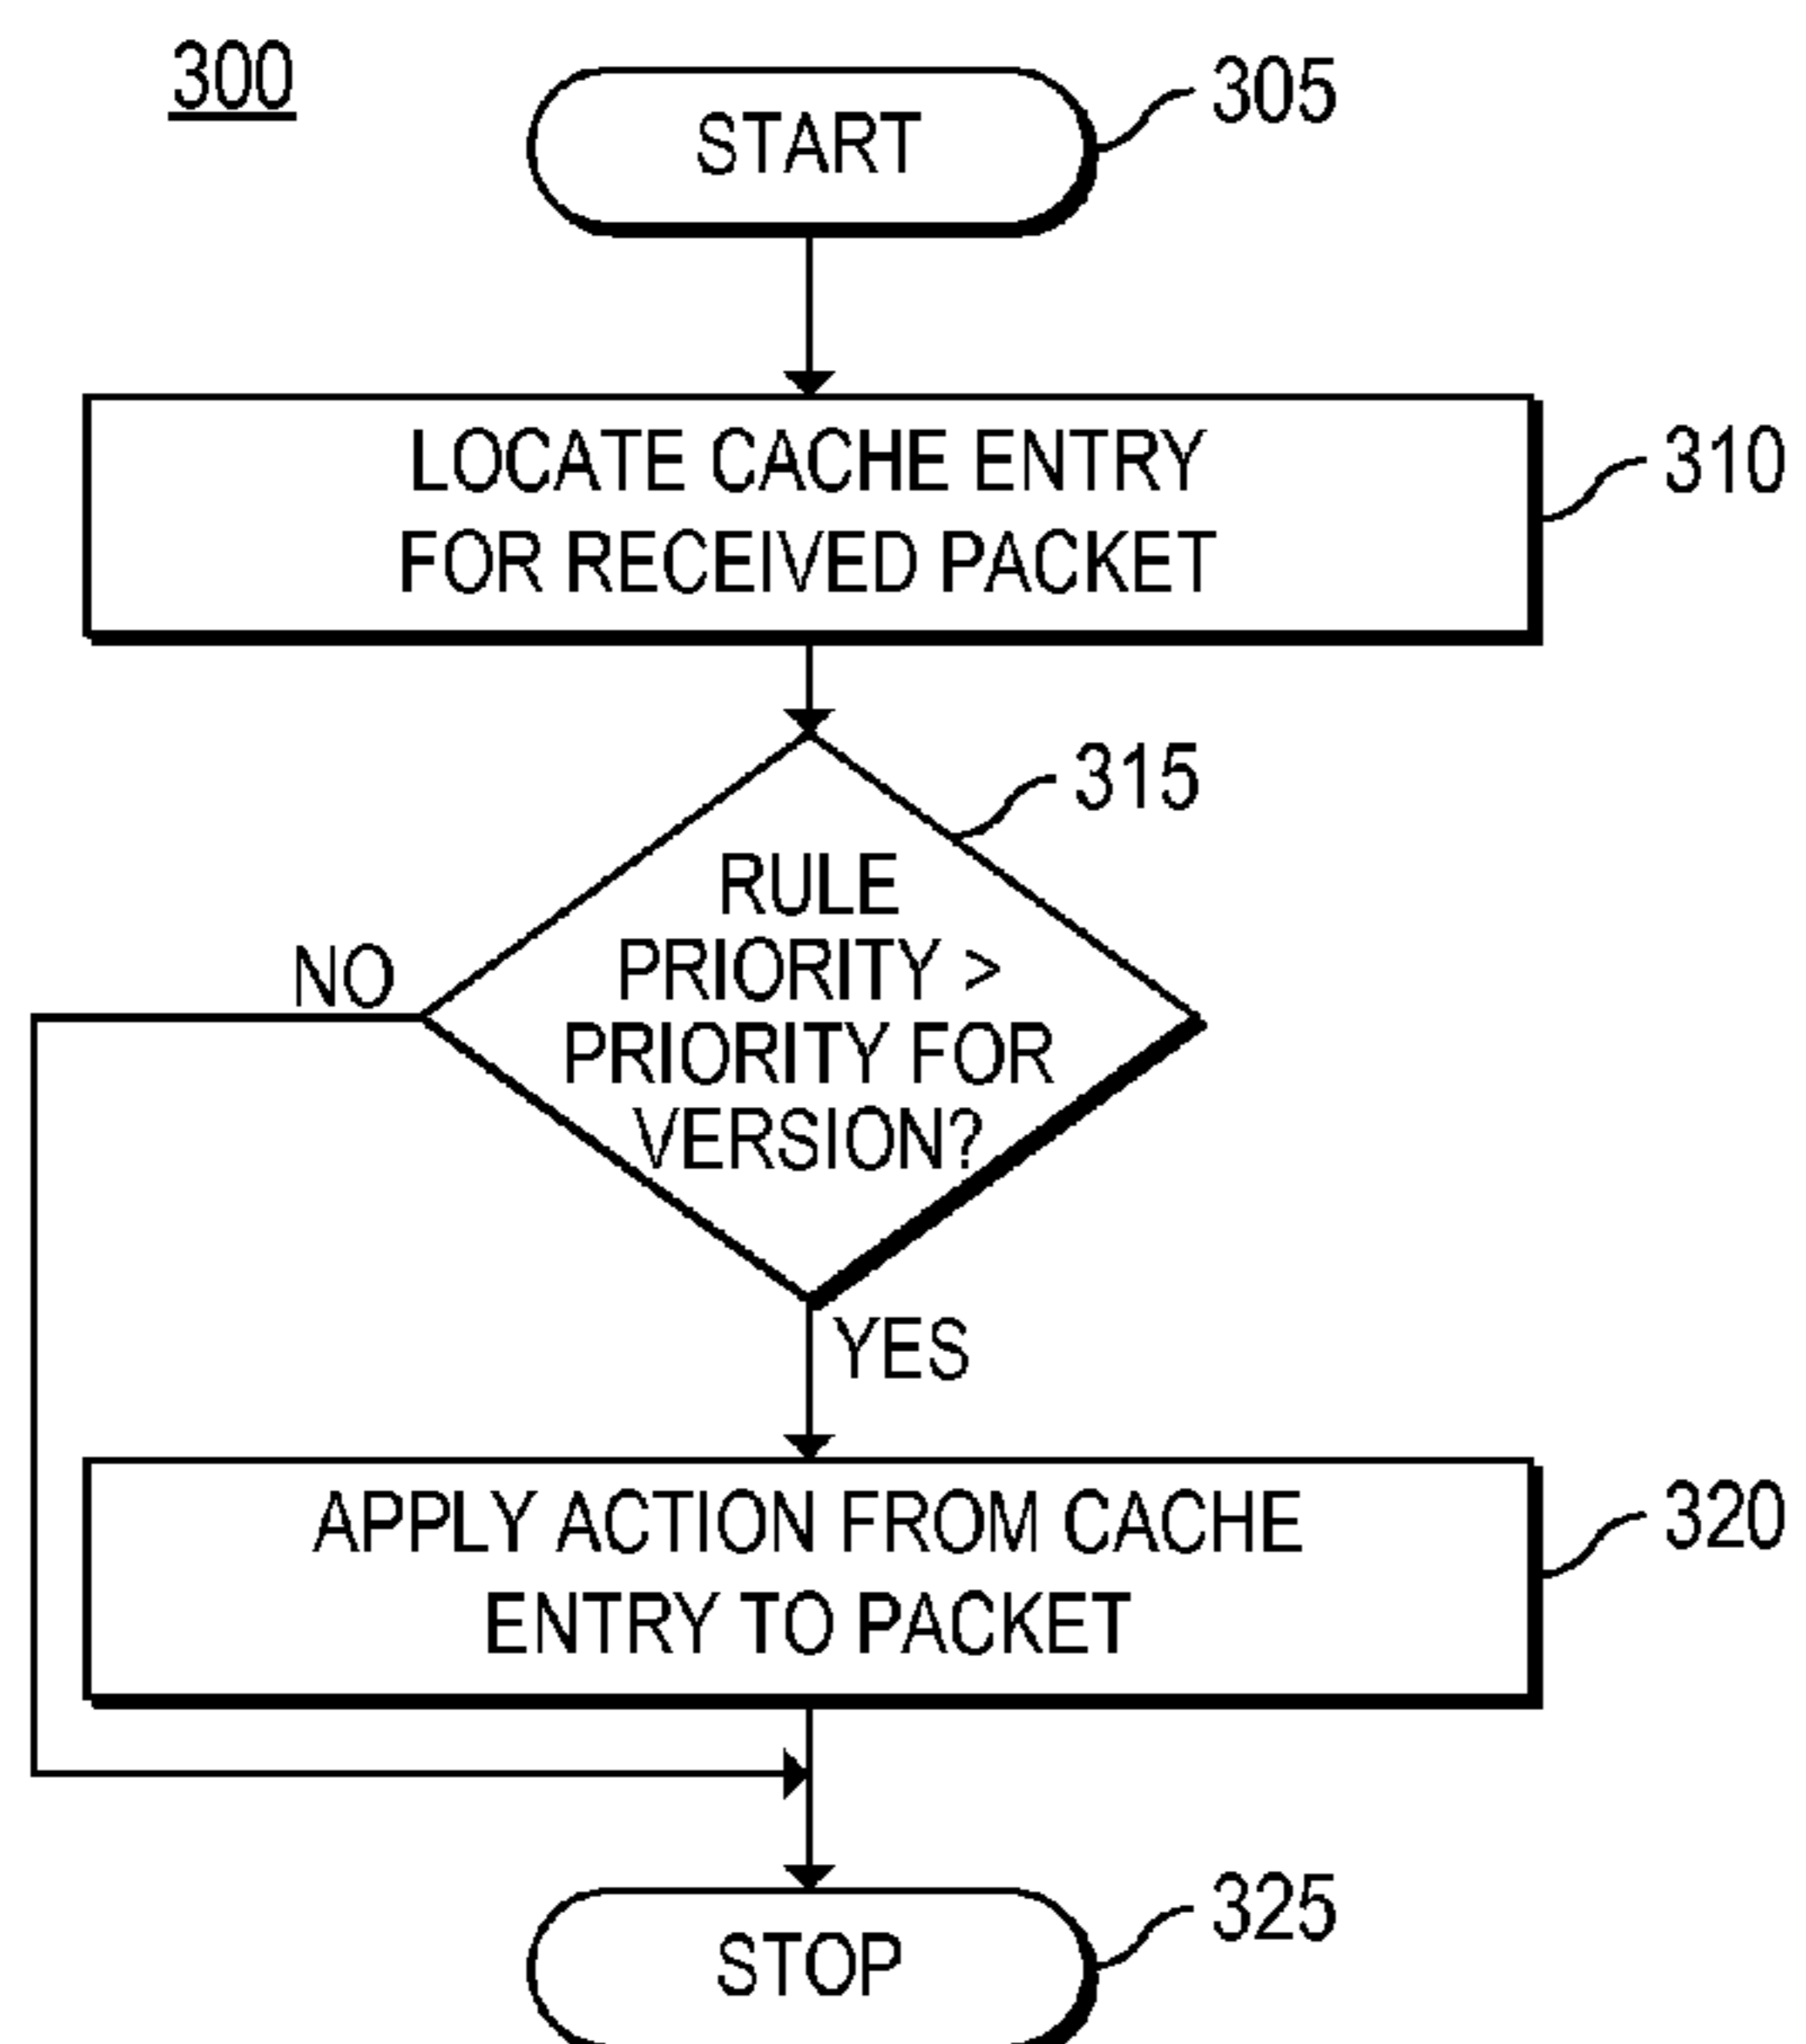 300
START
305
LOCATE CACHE ENTRY
FOR RECEIVED PACKET
310
315
RULE
PRIORITY >
PRIORITY FOR
VERSION?
NO
YES
APPLY ACTION FROM CACHE
ENTRY TO PACKET
320
STOP
325